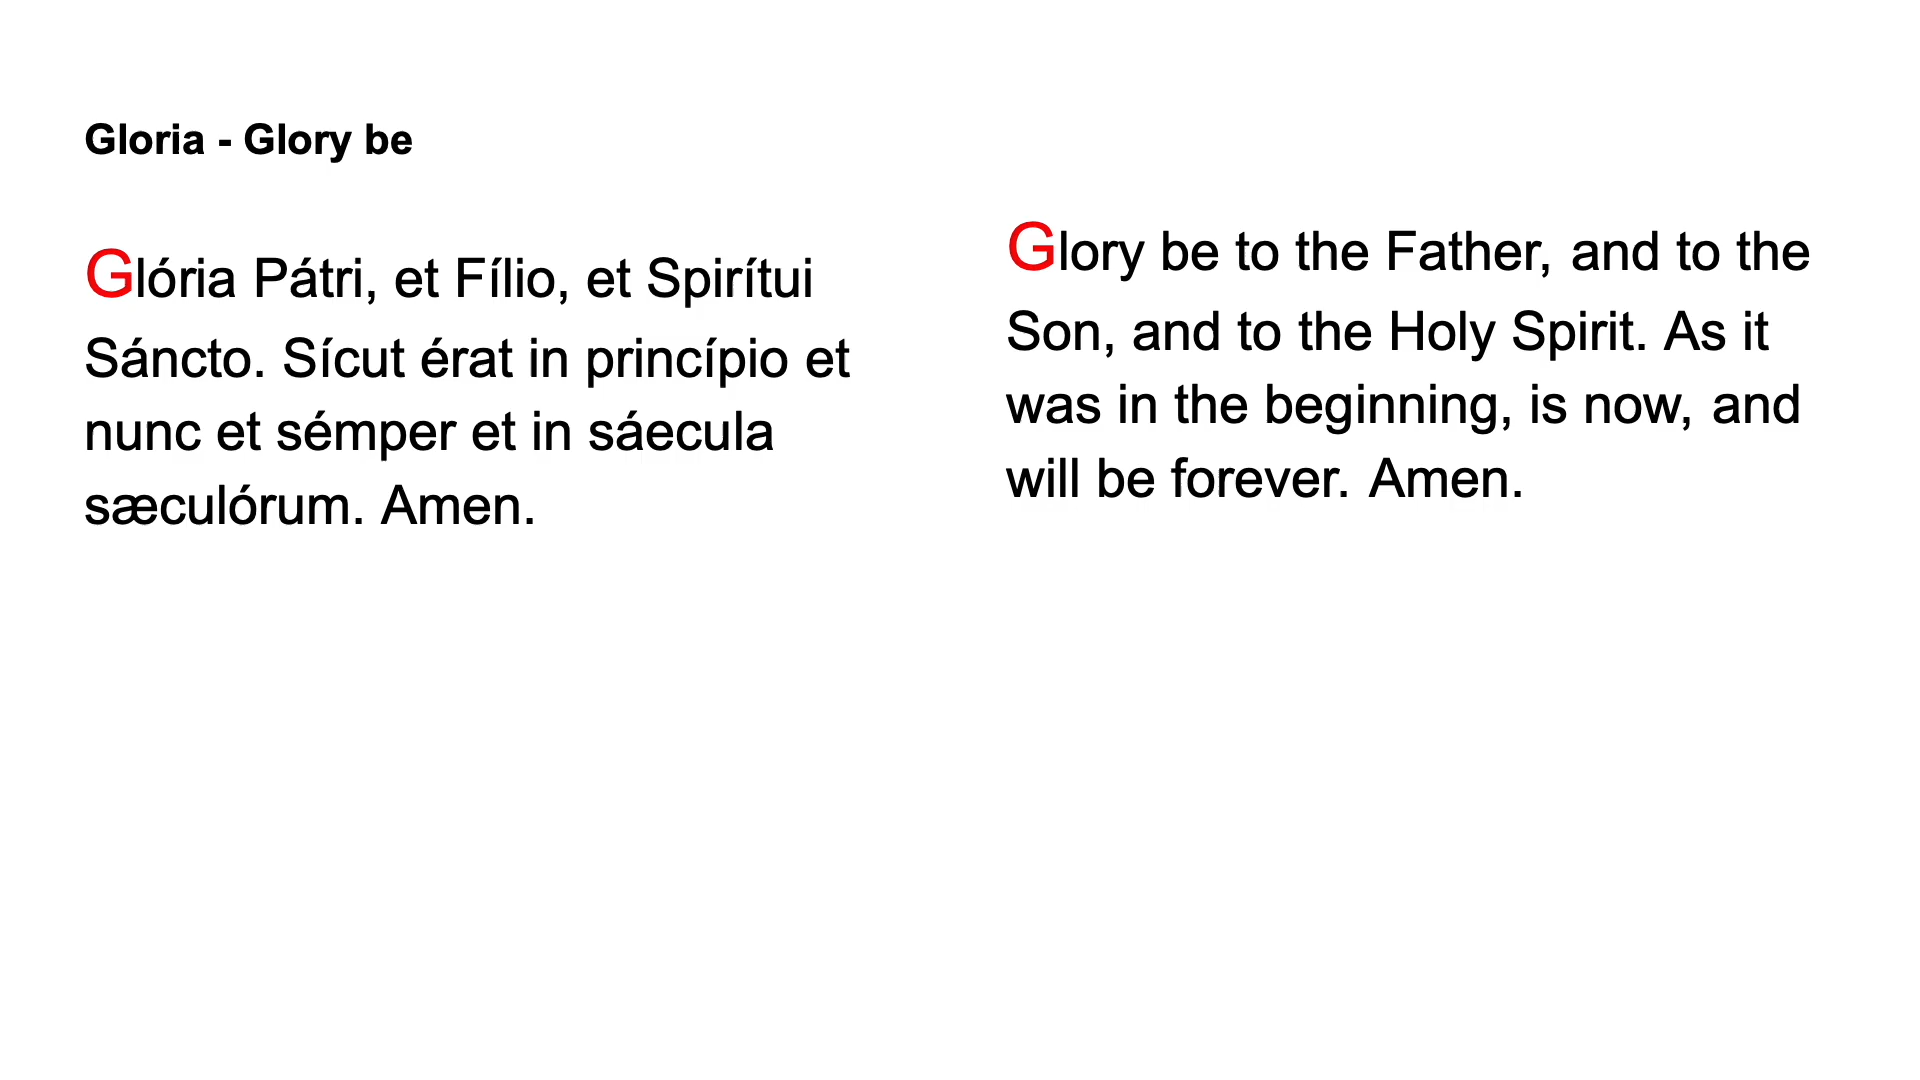 Gloria - Glory be
Glória Pátri, et Fílio, et Spirítui
Sáncto. Sícut érat in princípio et
nunc et sémper et in sáecula
sæculórum. Amen.
Glory be to the Father, and to the
Son, and to the Holy Spirit. As it
was in the beginning, is now, and
will be forever. Amen.